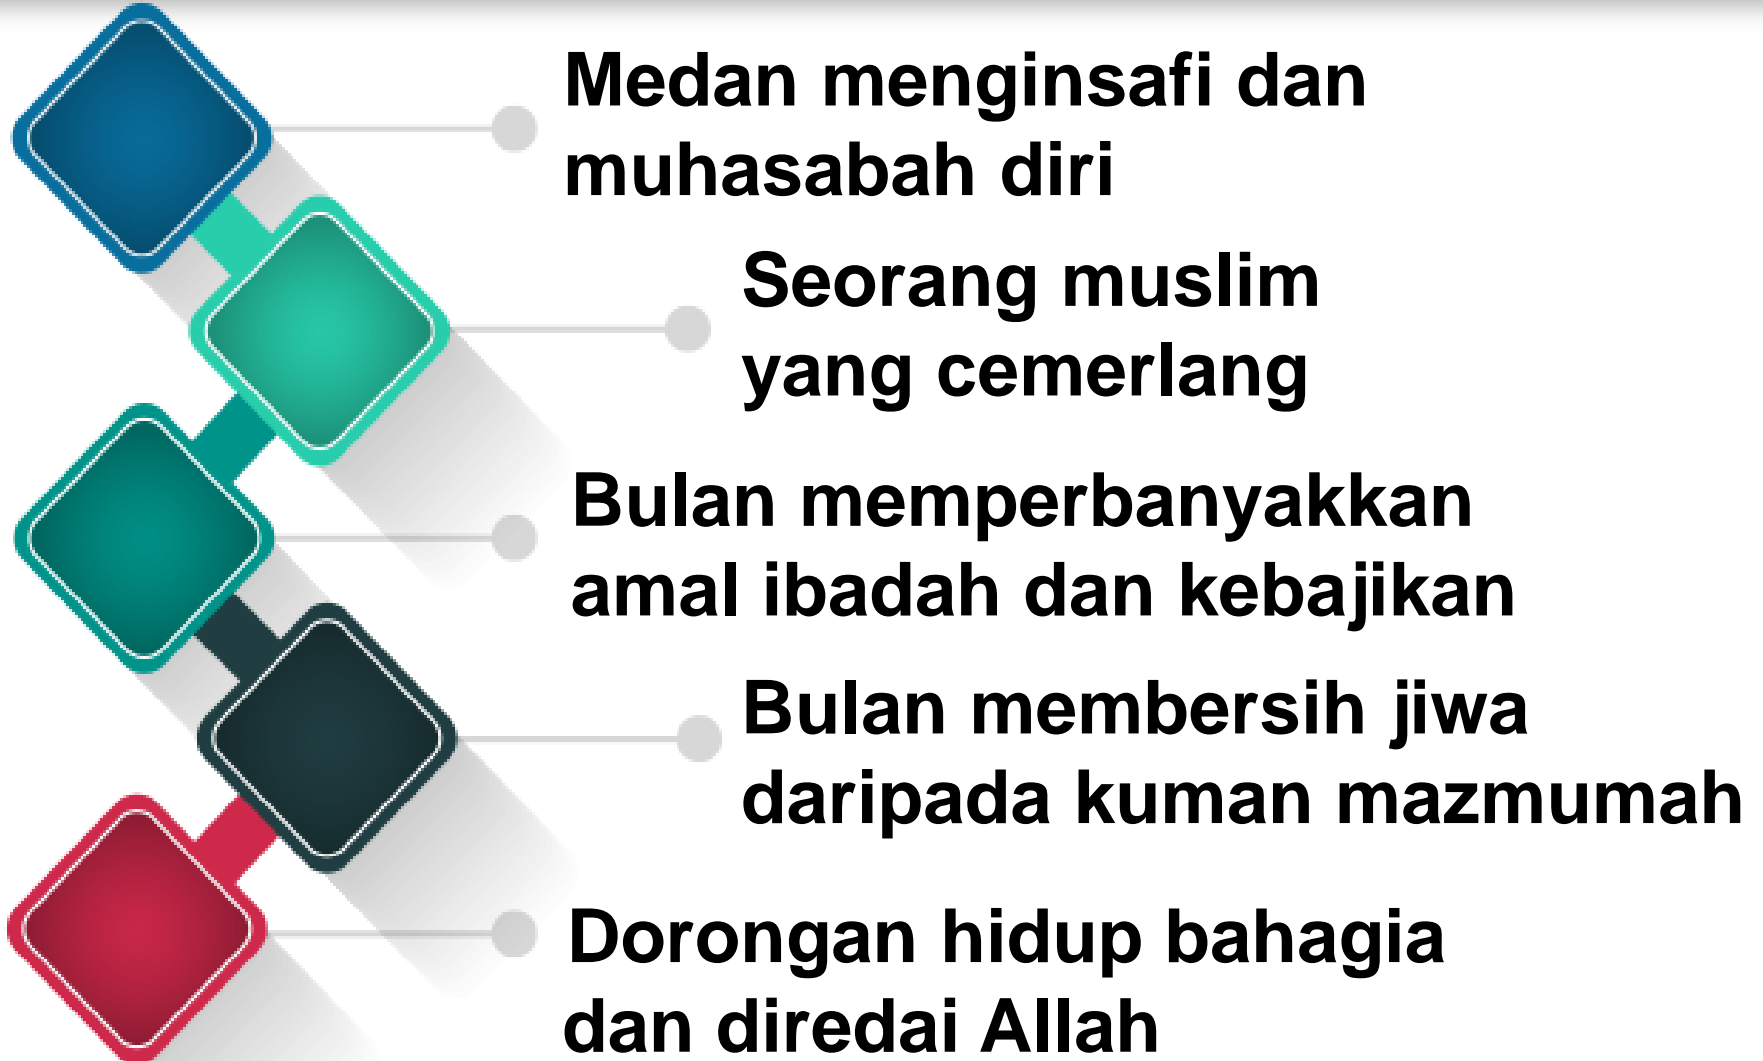 Medan menginsafi dan
muhasabah diri
Seorang muslim
yang cemerlang
Bulan memperbanyakkan
amal ibadah dan kebajikan
Bulan membersih jiwa
daripada kuman mazmumah
Dorongan hidup bahagia
dan diredai Allah